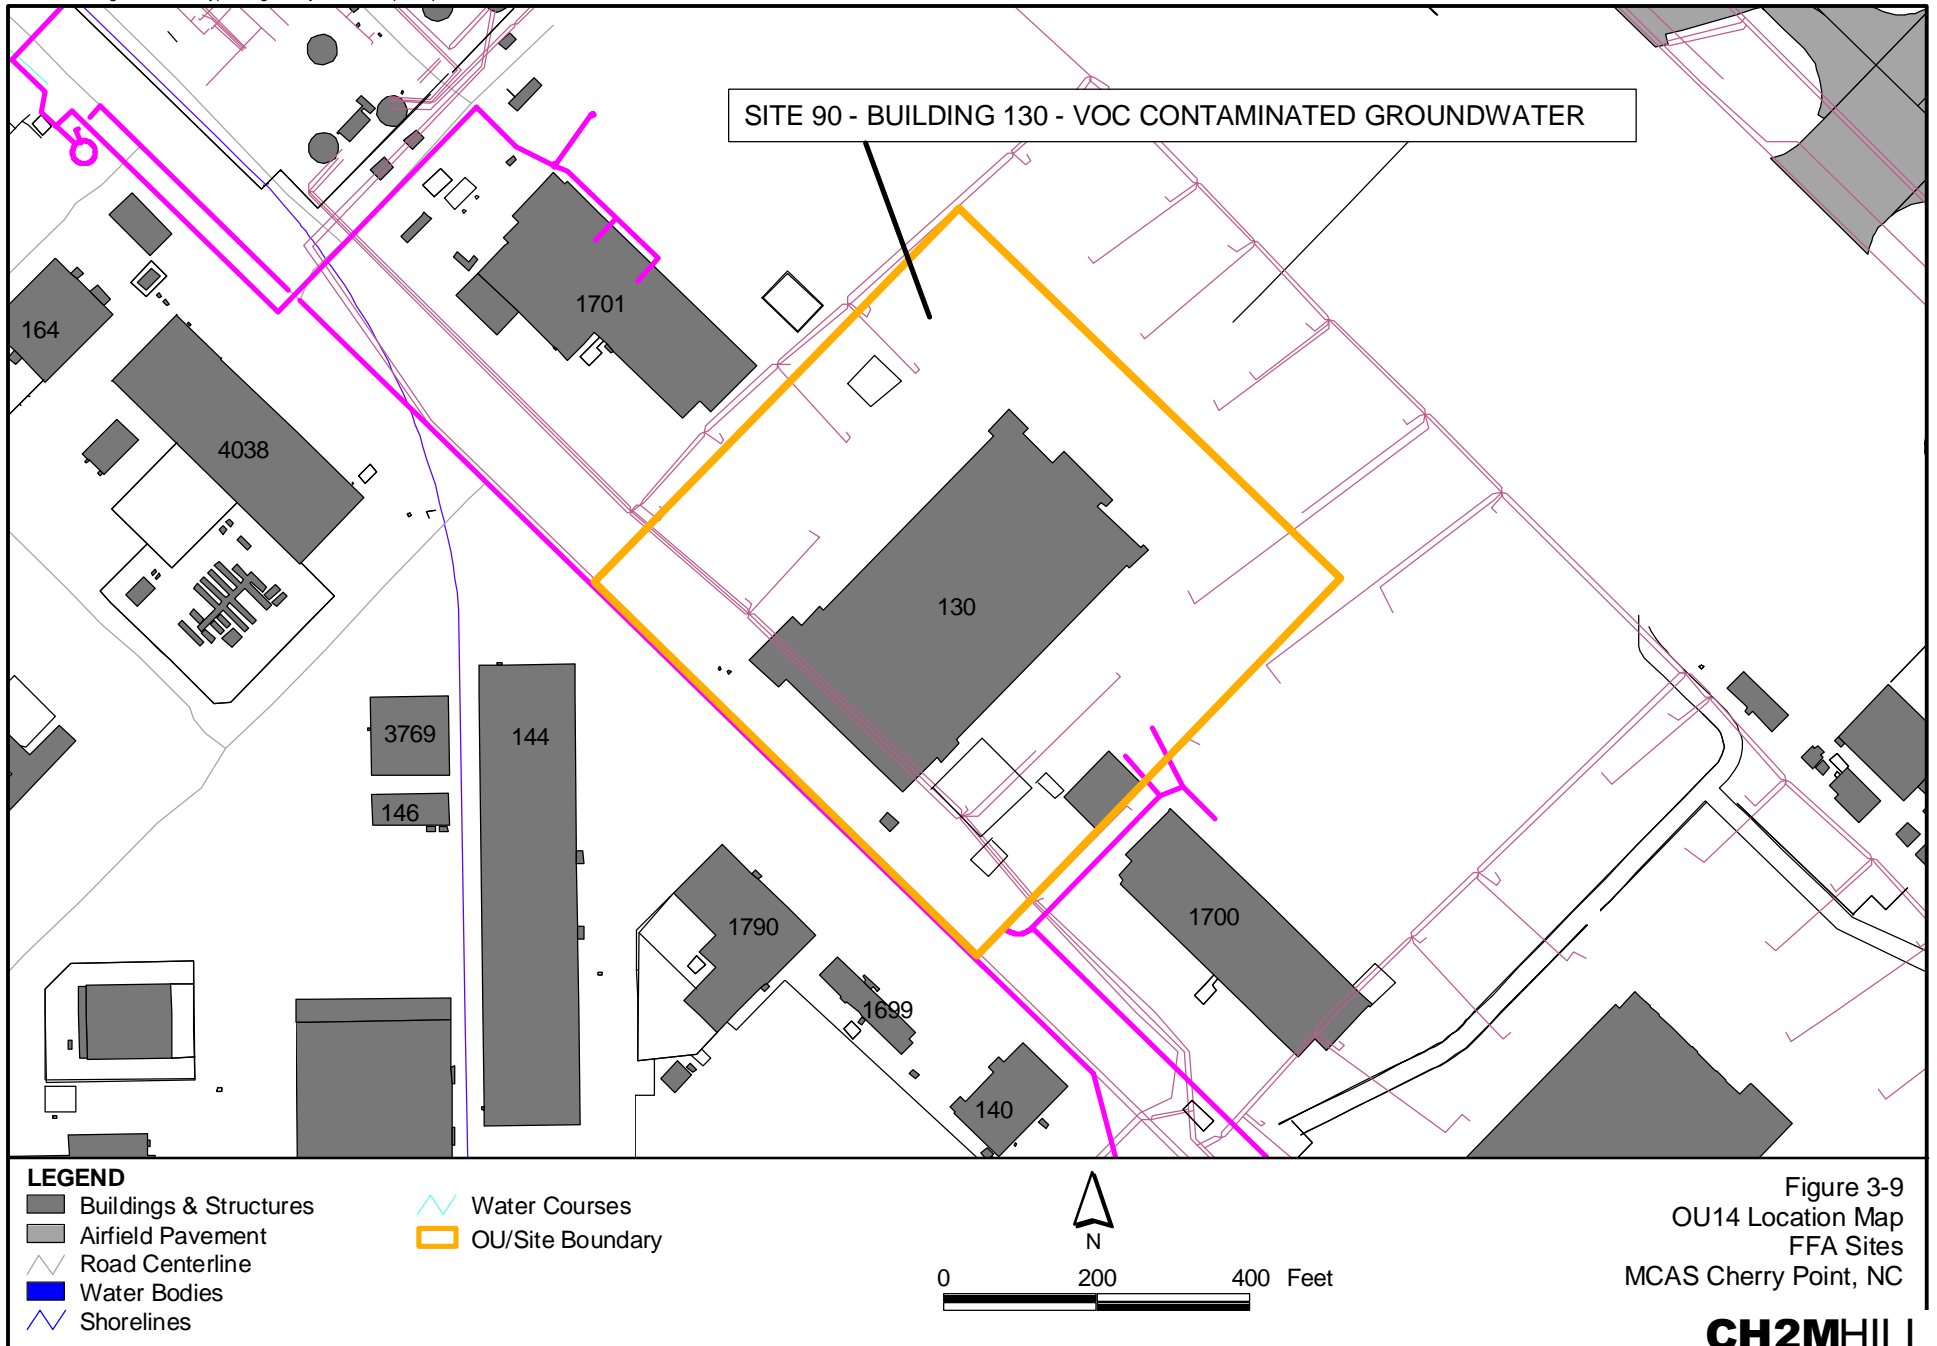 SITE 90 - BUILDING 130 - VOC CONTAMINATED GROUNDWATER
1701
164
4038
130
3769
144
146
1790
1700
1699
140
LEGEND
Buildings & Structures
Airfield Pavement
Road Centerline
Water Bodies
Shorelines
Water Courses
OU/Site Boundary
N
0 200 400 Feet
Figure 3-9
OU14 Location Map
FFA Sites
MCAS Cherry Point, NC
CH2MHILL